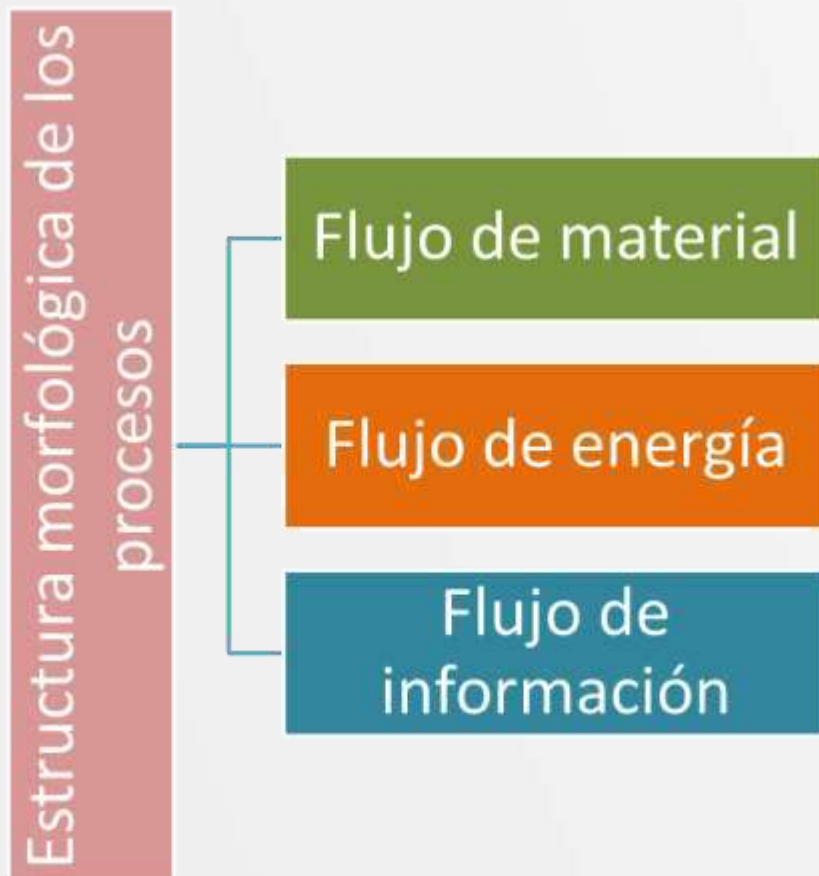 Estructura morfológica de los
procesos
Flujo de material
Flujo de energía
Flujo de
información